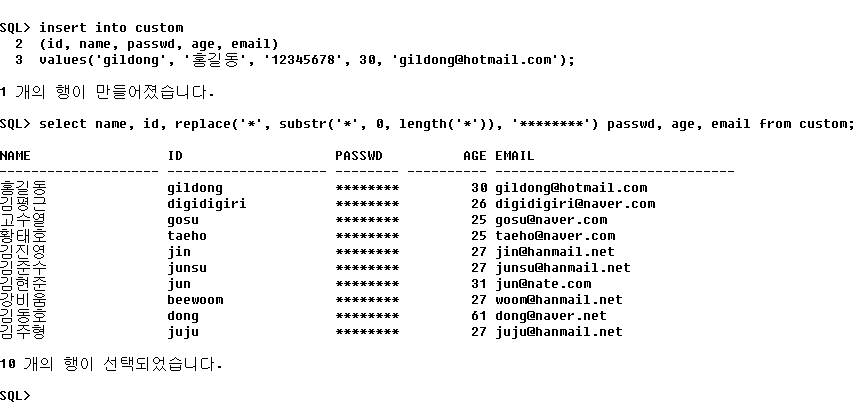 SQL> insert into custom
  2  (id, name, passwd, age, email)
  3  values('gildong', '홍길동', '12345678', 30, 'gildong@hotmail.com');
1 개의 행이 만들어졌습니다.
SQL> select name, id, replace('*', substr('*', 0, length('*')), '********') passwd, age, email from custom;
NAME                 ID                   PASSWD          AGE EMAIL
-------------------- -------------------- -------- ---------- ------------------------------
홍길동               gildong              ********         30 gildong@hotmail.com
김평근               digidigiri           ********         26 digidigiri@naver.com
고수열               gosu                 ********         25 gosu@naver.com
황태호               taeho                ********         25 taeho@naver.com
김진영               jin                  ********         27 jin@hanmail.net
김준수               junsu                ********         27 junsu@hanmail.net
김현준               jun                  ********         31 jun@nate.com
강비움               beewoom              ********         27 woom@hanmail.net
김동호               dong                 ********         61 dong@naver.net
김주형               juju                 ********         27 juju@hanmail.net
10 개의 행이 선택되었습니다.
SQL>